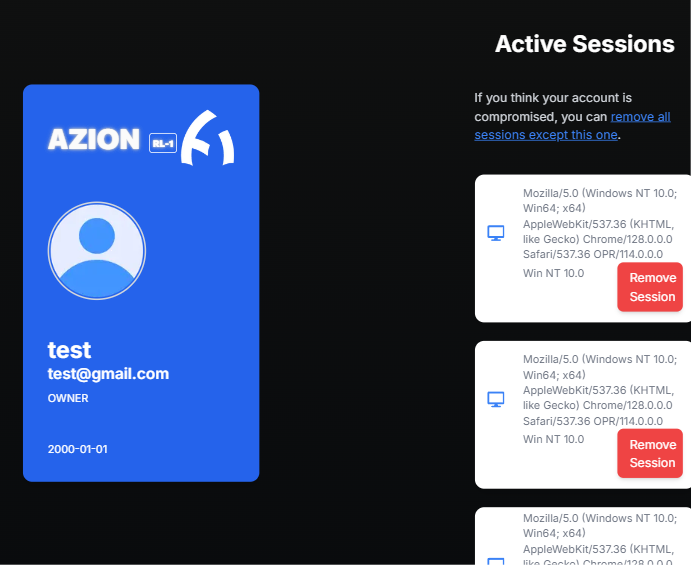 AZION RL-1
test
test@gmail.com
OWNER
2000-01-01
Active Sessions
If you think your account is
compromised, you can remove all
sessions except this one.
Mozilla/5.0 (Windows NT 10.0;
Win64; x64)
AppleWebKit/537.36 (KHTML,
like Gecko) Chrome/128.0.0.0
Safari/537.36 OPR/114.0.0.0
Win NT 10.0
Remove
Session
Mozilla/5.0 (Windows NT 10.0;
Win64; x64)
AppleWebKit/537.36 (KHTML,
like Gecko) Chrome/128.0.0.0
Safari/537.36 OPR/114.0.0.0
Win NT 10.0
Remove
Session
Mozilla/5.0 (Windows NT 10.0;
Win64; x64)
AppleWebKit/537.36 (KHTML,
like Gecko) Chrome/128.0.0.0